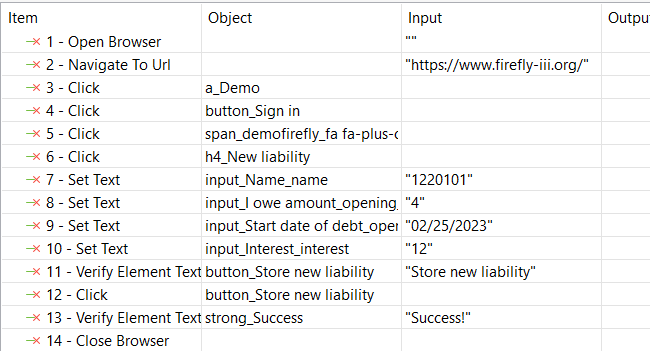 Item Object Input Output
1 - Open Browser ""
2 - Navigate To Url "https://www.firefly-iii.org/"
3 - Click a_Demo
4 - Click button_Sign in
5 - Click span_demofirefly_fa fa-plus-c
6 - Click h4_New liability
7 - Set Text input_Name_name "1220101"
8 - Set Text input_I owe amount_opening_ "4"
9 - Set Text input_Start date of debt_ope "02/25/2023"
10 - Set Text input_Interest_interest "12"
11 - Verify Element Text button_Store new liability "Store new liability"
12 - Click button_Store new liability
13 - Verify Element Text strong_Success "Success!"
14 - Close Browser